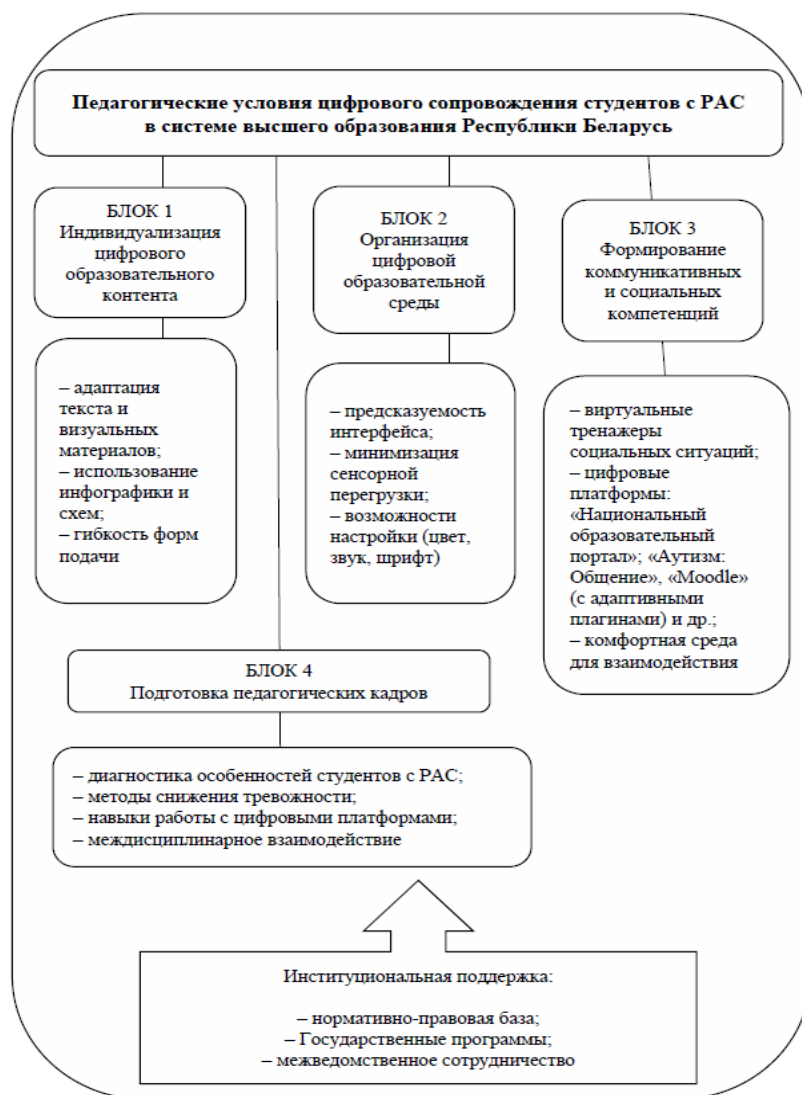 Педагогические условия цифрового сопровождения студентов с РАС
в системе высшего образования Республики Беларусь
БЛОК 1
Индивидуализация
цифрового
образовательного
контента
БЛОК 2
Организация
цифровой
образовательной
среды
БЛОК 3
Формирование
коммуникативных
и социальных
компетенций
– адаптация
текста и
визуальных
материалов;
– использование
инфографики и
схем;
– гибкость форм
подачи
– предсказуемость
интерфейса;
– минимизация
сенсорной
перегрузки;
– возможности
настройки (цвет,
звук, шрифт)
– виртуальные
тренажеры
социальных ситуаций;
– цифровые
платформы:
«Национальный
образовательный
портал»; «Аутизм:
Общение», «Moodle»
(с адаптивными
плагинами) и др.;
– комфортная среда
для взаимодействия
БЛОК 4
Подготовка педагогических кадров
– диагностика особенностей студентов с РАС;
– методы снижения тревожности;
– навыки работы с цифровыми платформами;
– междисциплинарное взаимодействие
Институциональная поддержка:
– нормативно-правовая база;
– Государственные программы;
– межведомственное сотрудничество